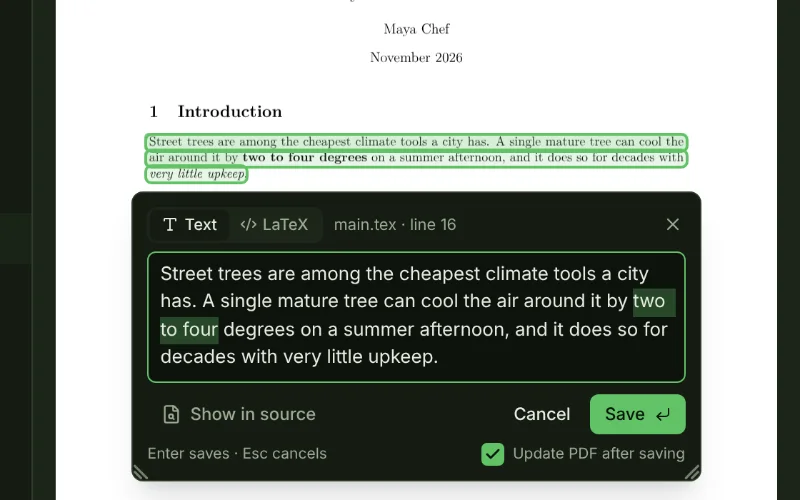 Maya Chef
November 2026
1 Introduction
Street trees are among the cheapest climate tools a city has. A single mature tree can cool the
air around it by two to four degrees on a summer afternoon, and it does so for decades with
very little upkeep.
Text </> LaTeX main.tex · line 16
Street trees are among the cheapest climate tools a city
has. A single mature tree can cool the air around it by two
to four degrees on a summer afternoon, and it does so for
decades with very little upkeep.
Show in source Cancel Save
Enter saves · Esc cancels Update PDF after saving